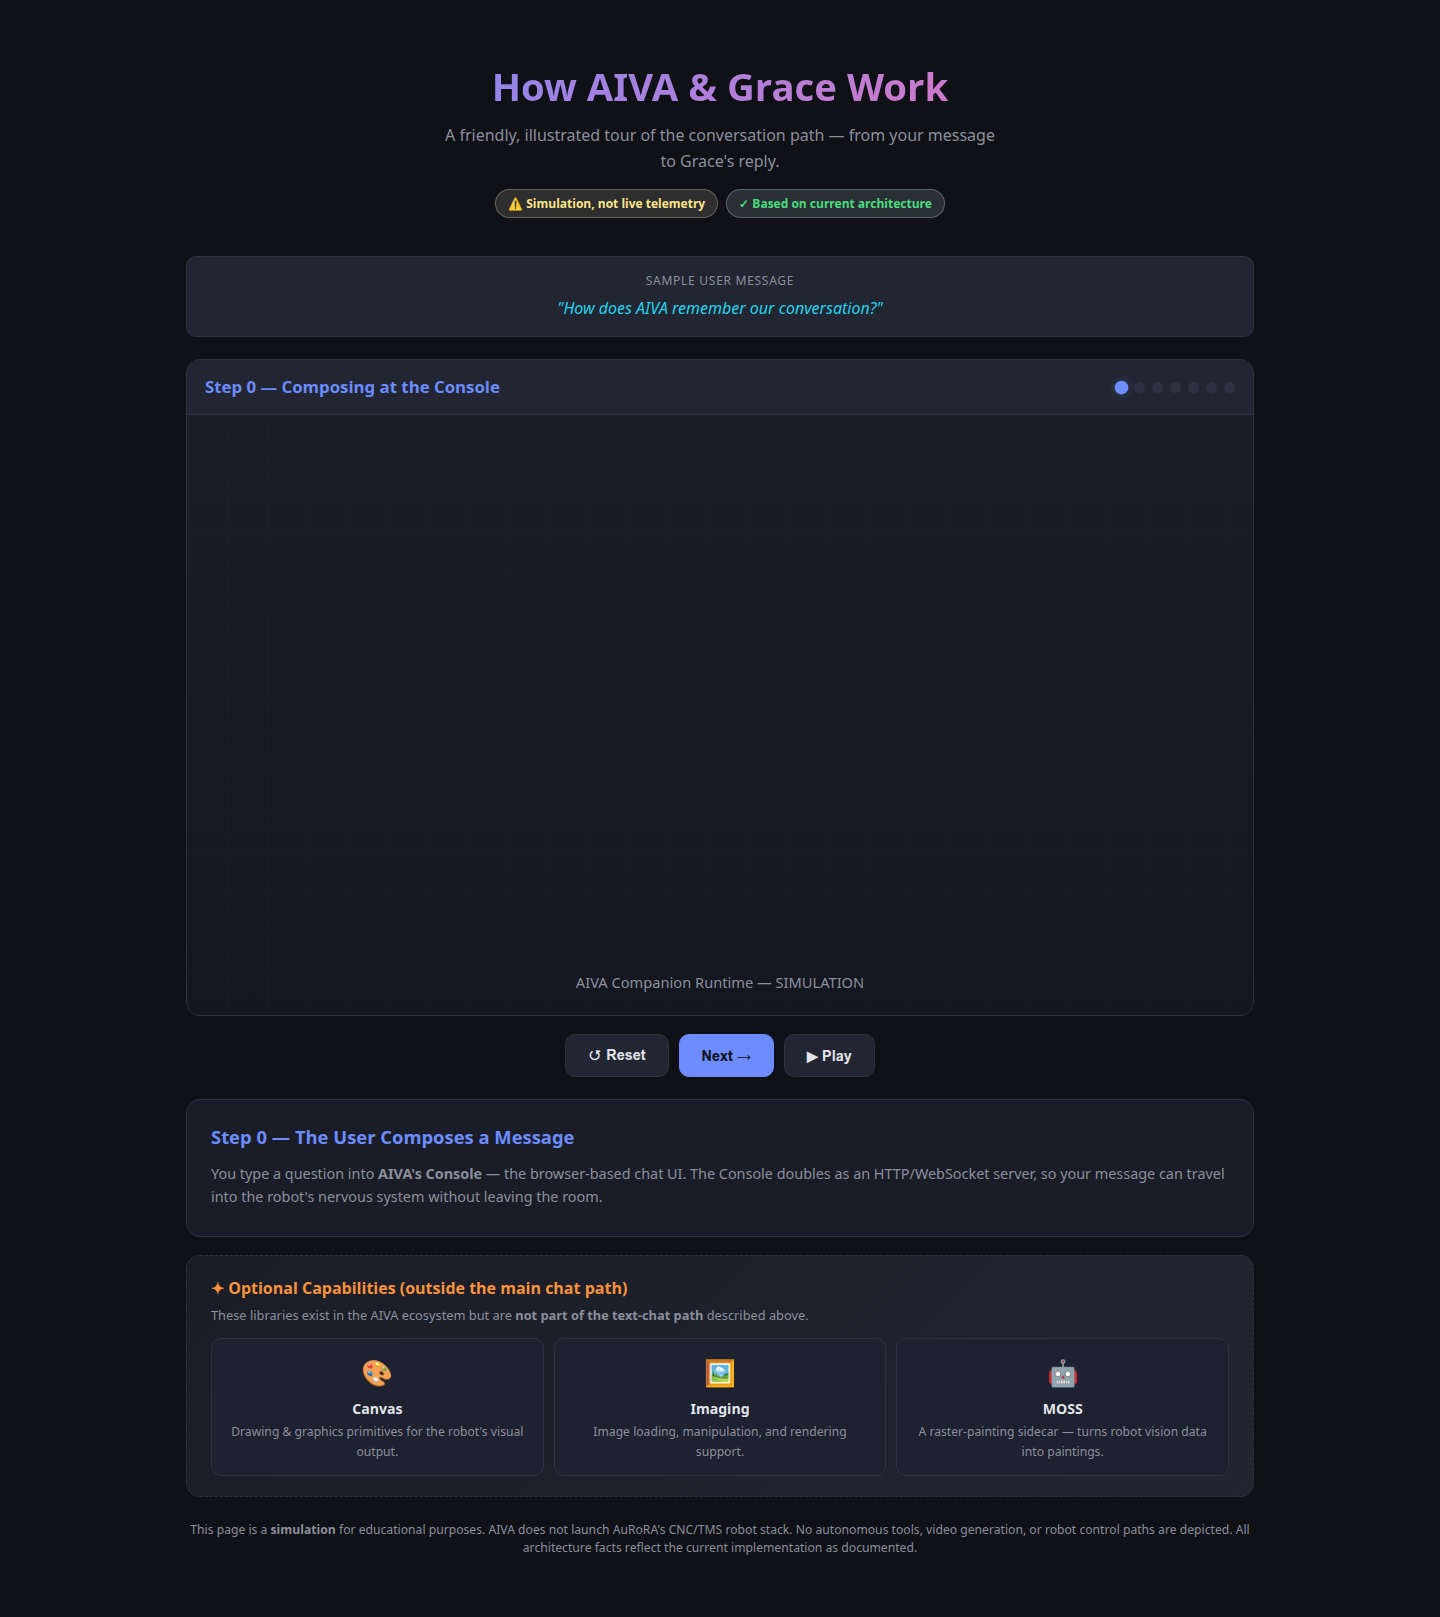 How AIVA & Grace Work
A friendly, illustrated tour of the conversation path — from your message
to Grace's reply.
⚠️ Simulation, not live telemetry
✓ Based on current architecture
SAMPLE USER MESSAGE
"How does AIVA remember our conversation?"
Step 0 — Composing at the Console
AIVA Companion Runtime — SIMULATION
↺ Reset
Next →
▶ Play
Step 0 — The User Composes a Message
You type a question into AIVA's Console — the browser-based chat UI. The Console doubles as an HTTP/WebSocket server, so your message can travel
into the robot's nervous system without leaving the room.
✦ Optional Capabilities (outside the main chat path)
These libraries exist in the AIVA ecosystem but are not part of the text-chat path described above.
Canvas
Drawing & graphics primitives for the robot's visual
output.
Imaging
Image loading, manipulation, and rendering
support.
MOSS
A raster-painting sidecar — turns robot vision data
into paintings.
This page is a simulation for educational purposes. AIVA does not launch AuRoRA's CNC/TMS robot stack. No autonomous tools, video generation, or robot control paths are depicted. All
architecture facts reflect the current implementation as documented.